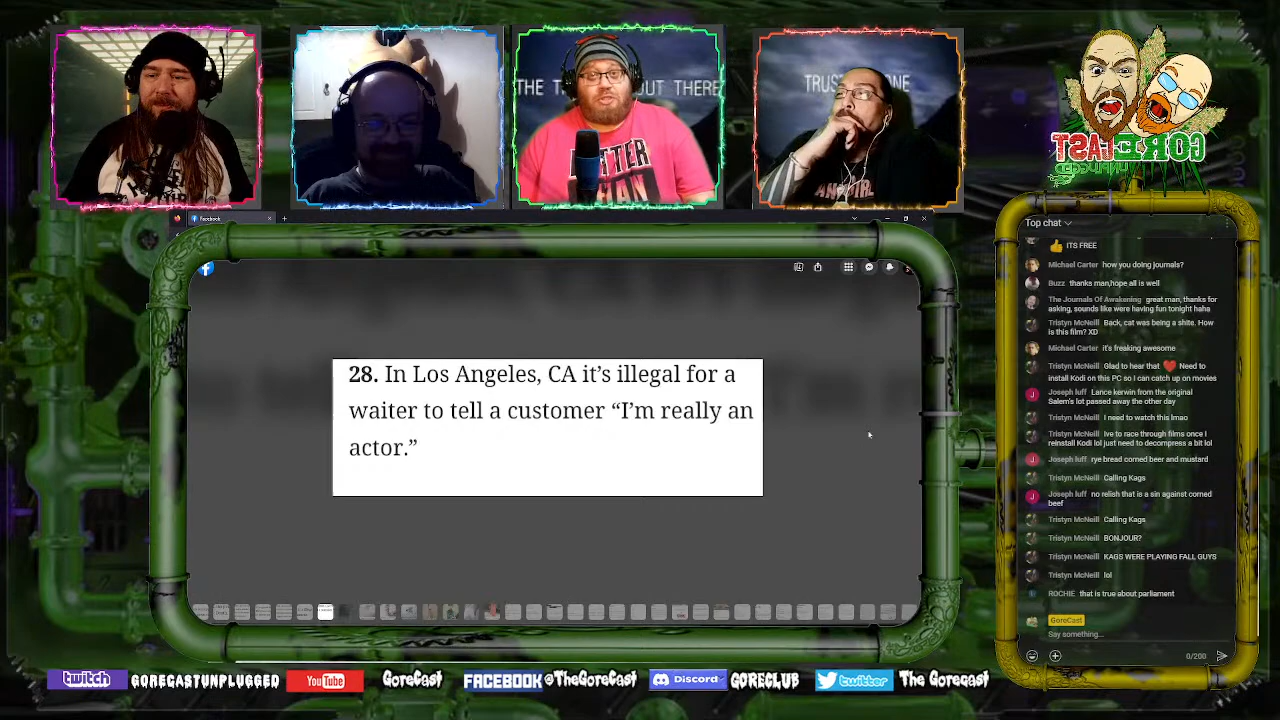 THE T OUT THERE
TRUS ONE
GORECAST
UNPLUGGED
facebook
28. In Los Angeles, CA it’s illegal for a
waiter to tell a customer “I’m really an
actor.”
Top chat
ITS FREE
Michael Carter how you doing journals?
Buzz thanks man,hope all is well
The Journals Of Awakening great man, thanks for
asking, sounds like were having fun tonight haha
Tristyn McNeill Back, cat was being a shite. How
is this film? XD
Michael Carter it's freaking awesome
Tristyn McNeill Glad to hear that ❤ Need to
install Kodi on this PC so I can catch up on movies
Joseph luff Lance kerwin from the original
Salem's lot passed away the other day
Tristyn McNeill I need to watch this lmao
Tristyn McNeill Ive to race through films once I
reinstall Kodi lol just need to decompress a bit lol
Joseph luff rye bread corned beer and mustard
Tristyn McNeill Calling Kags
Joseph luff no relish that is a sin against corned
beef
Tristyn McNeill Calling Kags
Tristyn McNeill BONJOUR?
Tristyn McNeill KAGS WERE PLAYING FALL GUYS
Tristyn McNeill lol
ROCHIE that is true about parliament
GoreCast
Say something...
0/200
twitch GORECASTUNPLUGGED YouTube GoreCast FACEBOOK @TheGoreCast Discord GORECLUB twitter The Gorecast